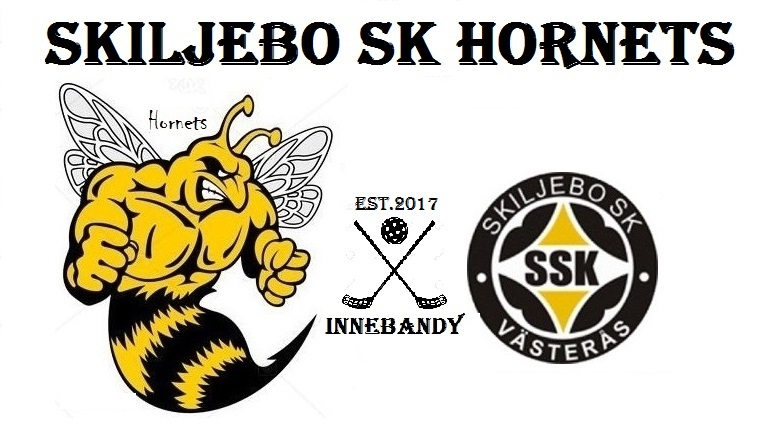 SKILJEBO SK HORNETS
Hornets
EST.2017
INNEBANDY
SKILJEBO SK
SSK
VÄSTERÅS